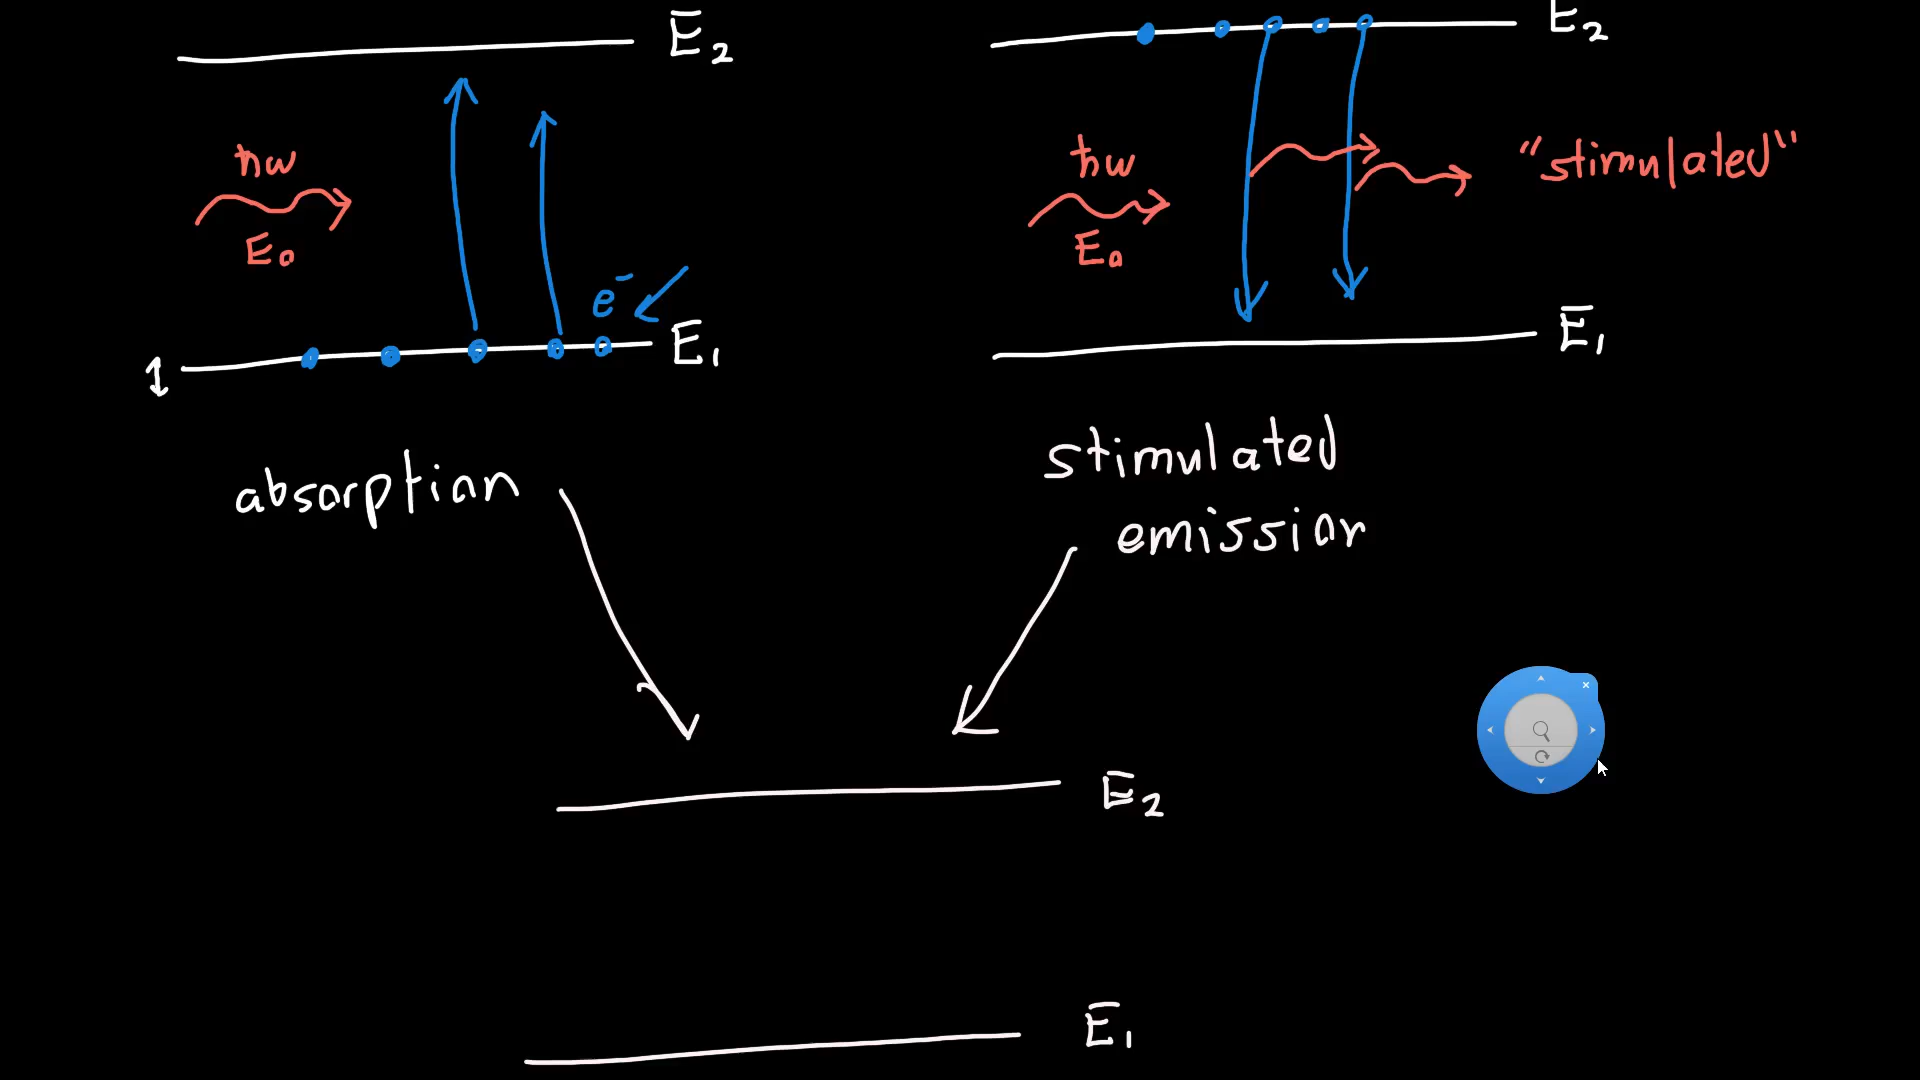 E₂
E₂
ħω
E₀
e⁻
E₁
ħω
E₀
"stimulated"
E₁
1
absorption
stimulated
emission
E₂
E₁